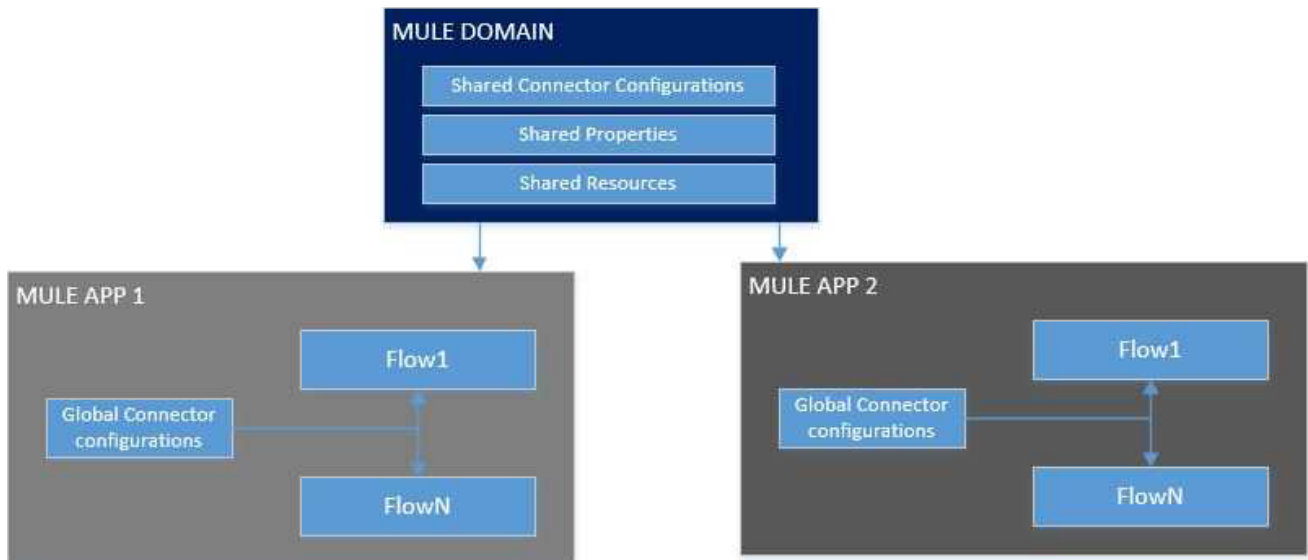 MULE DOMAIN
Shared Connector Configurations
Shared Properties
Shared Resources
MULE APP 1
Flow1
Global Connector
configurations
FlowN
MULE APP 2
Flow1
Global Connector
configurations
FlowN